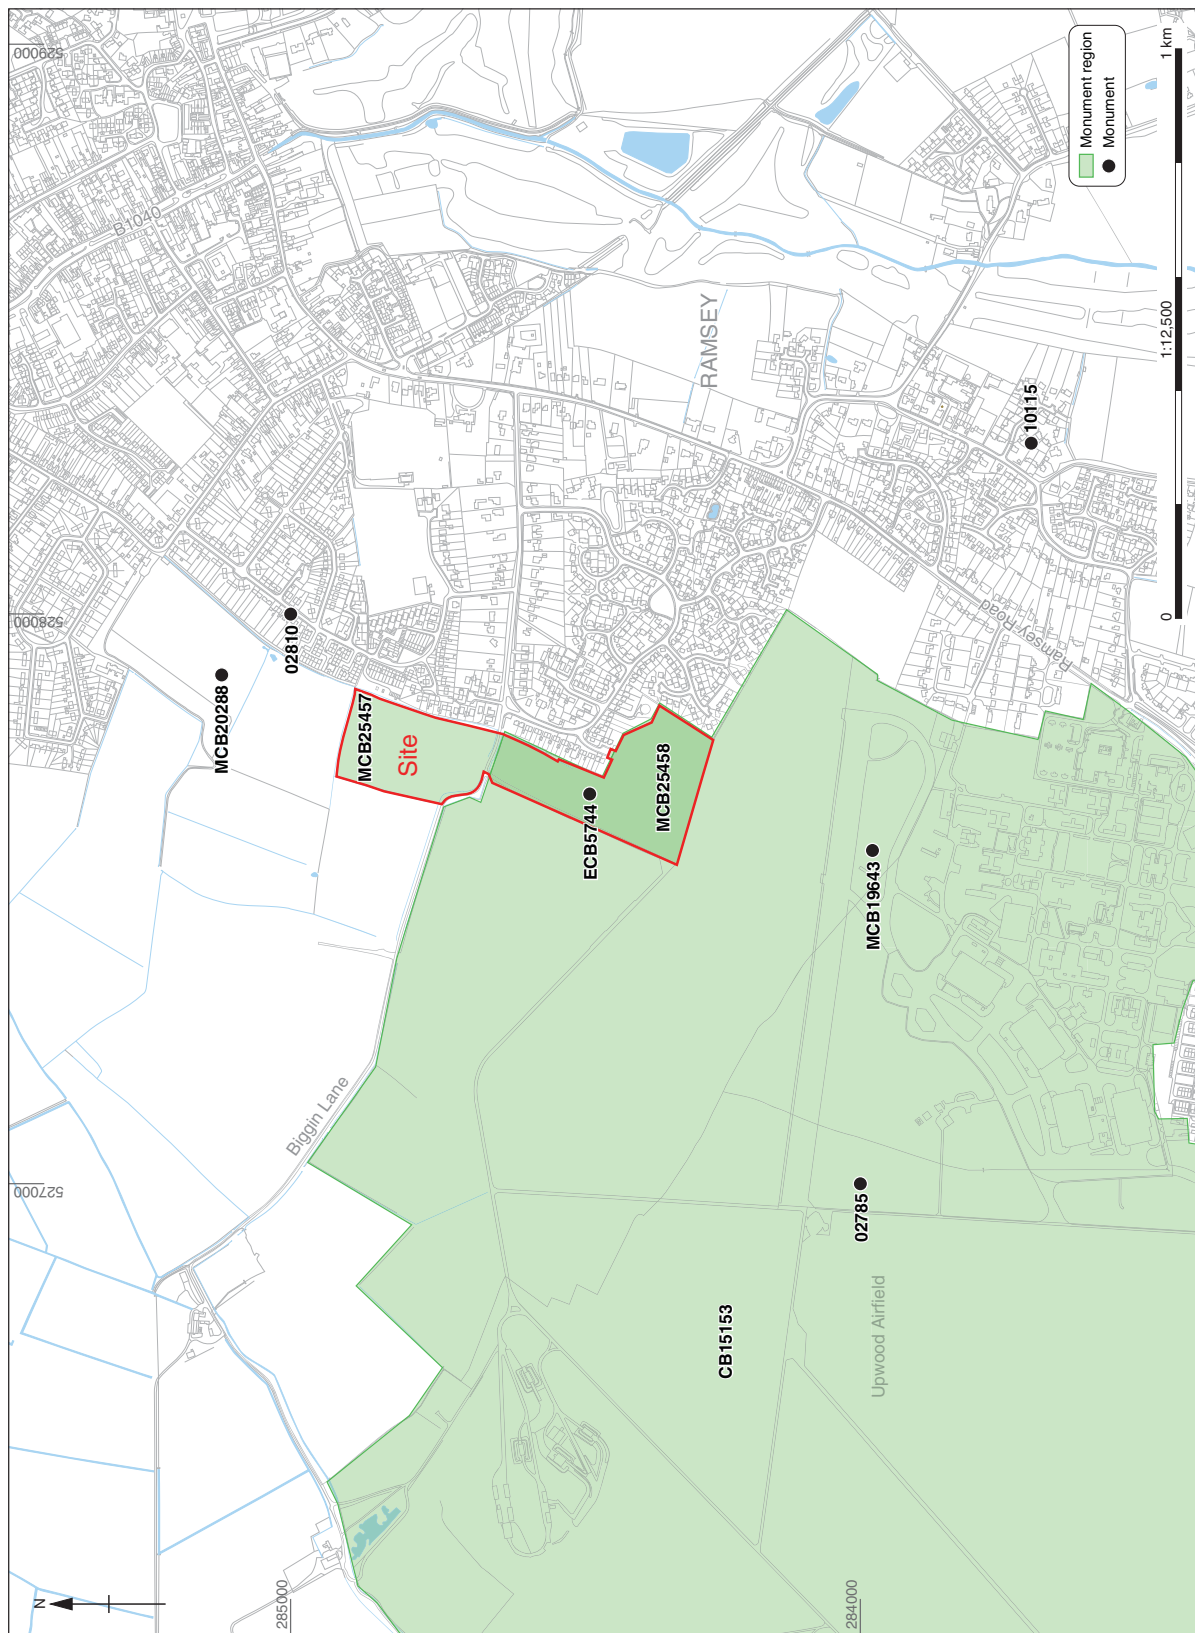 529000
528000
527000
N
285000
284000
B1040
MCB20288
02810
MCB25457
Site
Biggin Lane
ECB5744
MCB25458
RAMSEY
MCB19643
02785
CB15153
Upwood Airfield
10115
Ramsey Road
Monument region
Monument
0
1:12,500
1 km